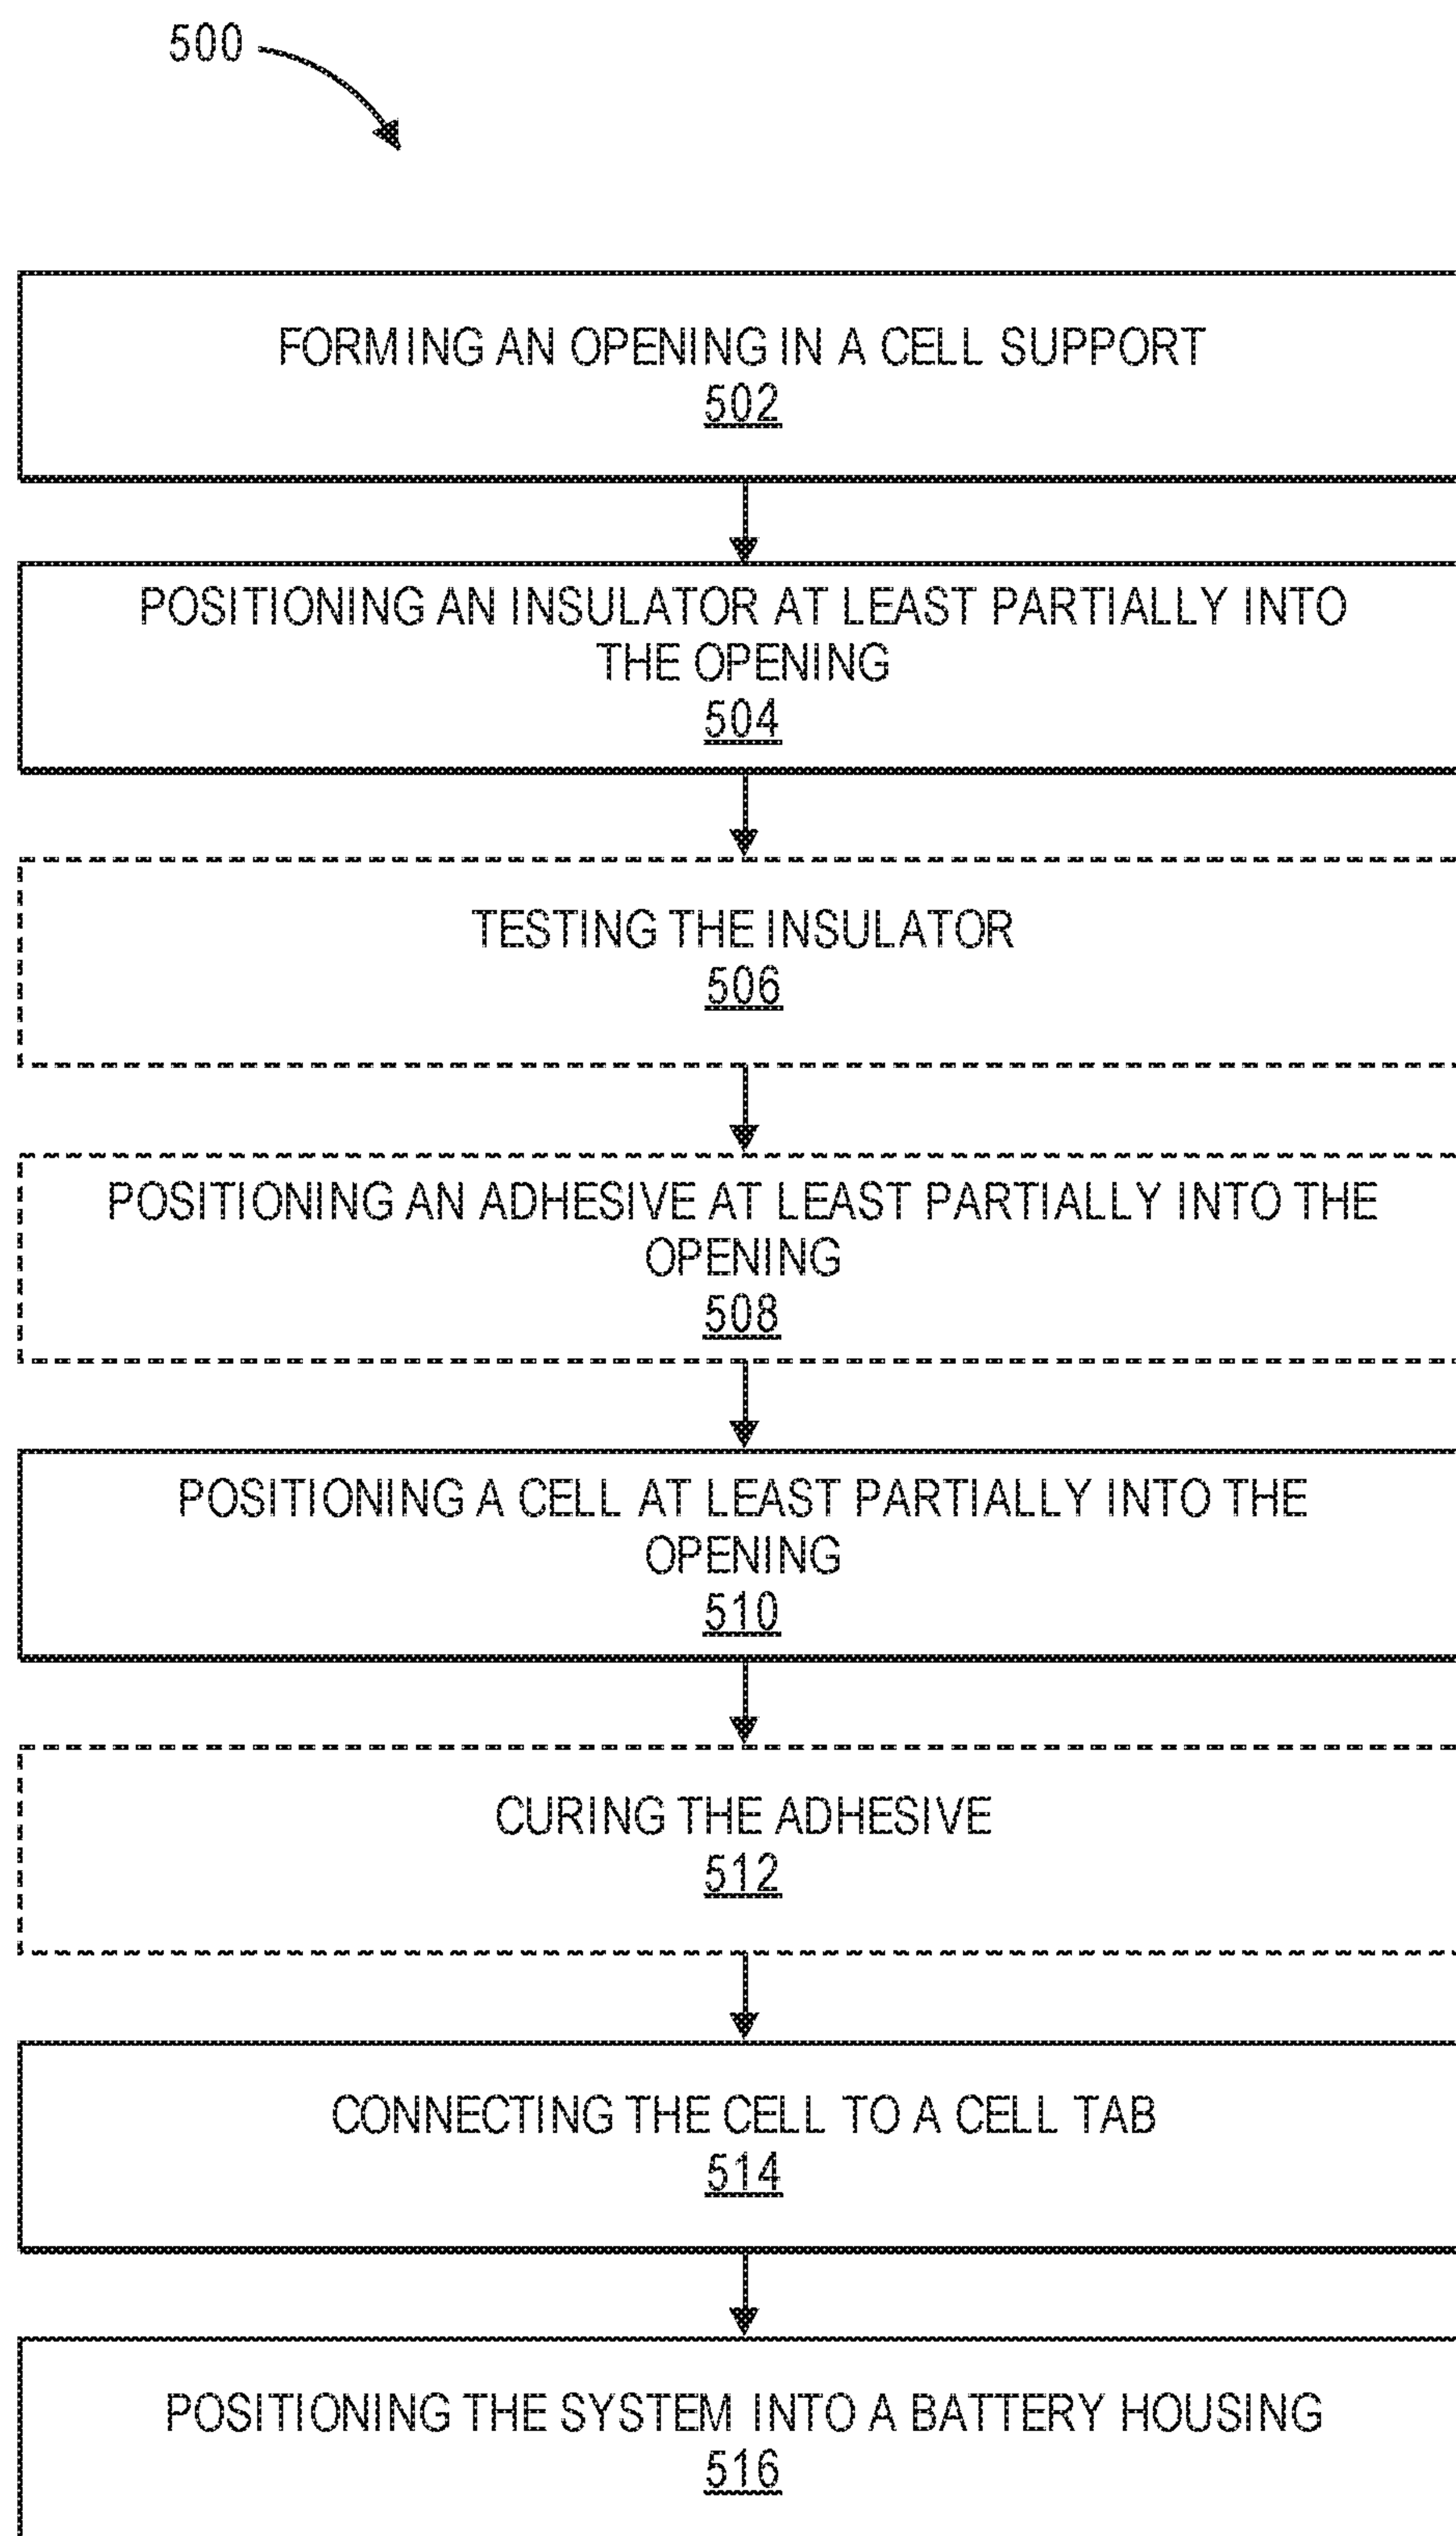 500
FORMING AN OPENING IN A CELL SUPPORT
502
POSITIONING AN INSULATOR AT LEAST PARTIALLY INTO
THE OPENING
504
TESTING THE INSULATOR
506
POSITIONING AN ADHESIVE AT LEAST PARTIALLY INTO THE
OPENING
508
POSITIONING A CELL AT LEAST PARTIALLY INTO THE
OPENING
510
CURING THE ADHESIVE
512
CONNECTING THE CELL TO A CELL TAB
514
POSITIONING THE SYSTEM INTO A BATTERY HOUSING
516